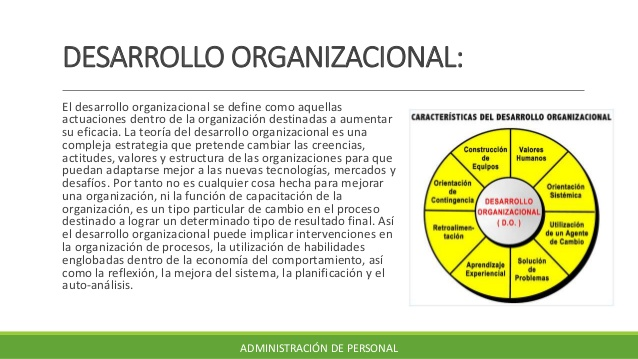 DESARROLLO ORGANIZACIONAL:
El desarrollo organizacional se define como aquellas
actuaciones dentro de la organización destinadas a aumentar
su eficacia. La teoría del desarrollo organizacional es una
compleja estrategia que pretende cambiar las creencias,
actitudes, valores y estructura de las organizaciones para que
puedan adaptarse mejor a las nuevas tecnologías, mercados y
desafíos. Por tanto no es cualquier cosa hecha para mejorar
una organización, ni la función de capacitación de la
organización, es un tipo particular de cambio en el proceso
destinado a lograr un determinado tipo de resultado final. Así
el desarrollo organizacional puede implicar intervenciones en
la organización de procesos, la utilización de habilidades
englobadas dentro de la economía del comportamiento, así
como la reflexión, la mejora del sistema, la planificación y el
auto-análisis.
CARACTERÍSTICAS DEL DESARROLLO ORGANIZACIONAL
Construcción
de
Equipos
Valores
Humanos
Orientación
Sistémica
Utilización
de un Agente
de Cambio
Solución
de
Problemas
Aprendizaje
Experiencial
Retroalimen-
tación
Orientación
de
Contingencia
DESARROLLO
ORGANIZACIONAL
( D.O. )
ADMINISTRACIÓN DE PERSONAL